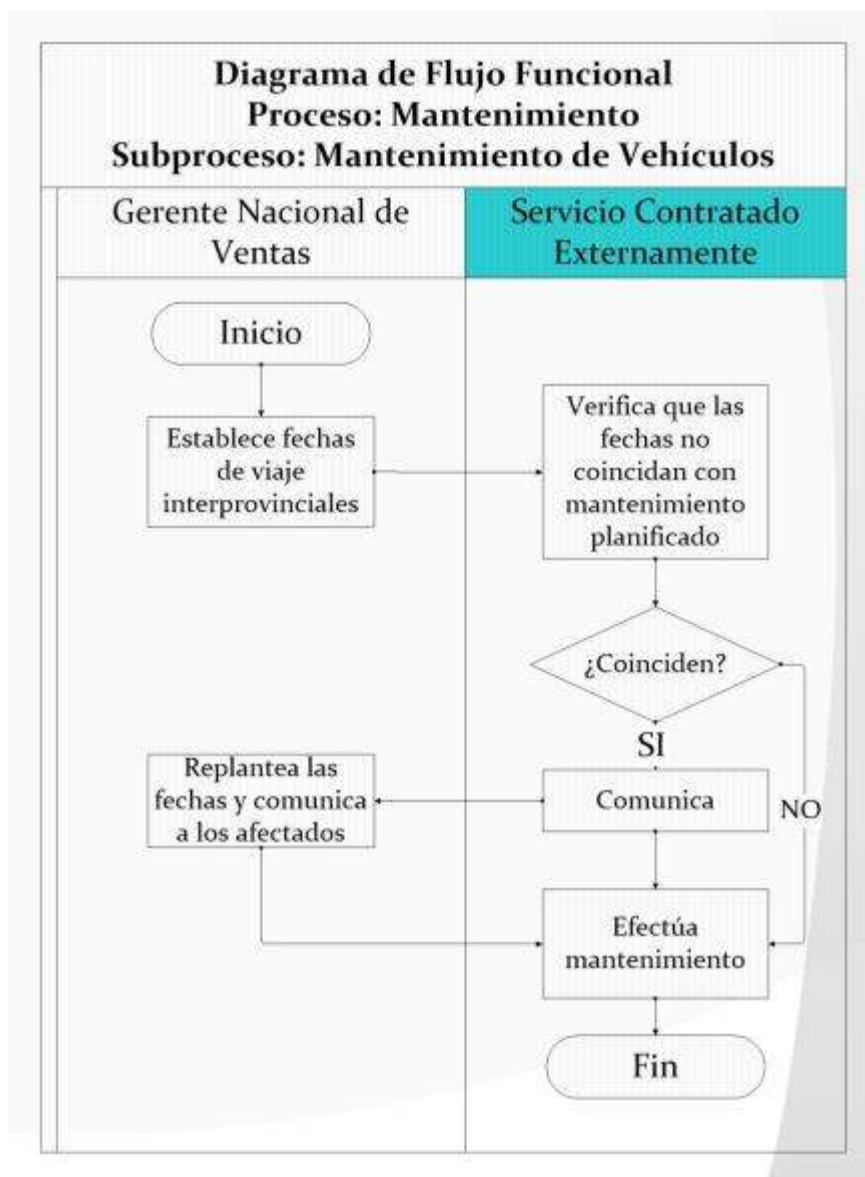 Diagrama de Flujo Funcional
Proceso: Mantenimiento
Subproceso: Mantenimiento de Vehículos
Gerente Nacional de
Ventas
Servicio Contratado
Externamente
Inicio
Establece fechas
de viaje
interprovinciales
Verifica que las
fechas no
coincidan con
mantenimiento
planificado
¿Coinciden?
SI
Replantea las
fechas y comunica
a los afectados
Comunica
NO
Efectúa
mantenimiento
Fin